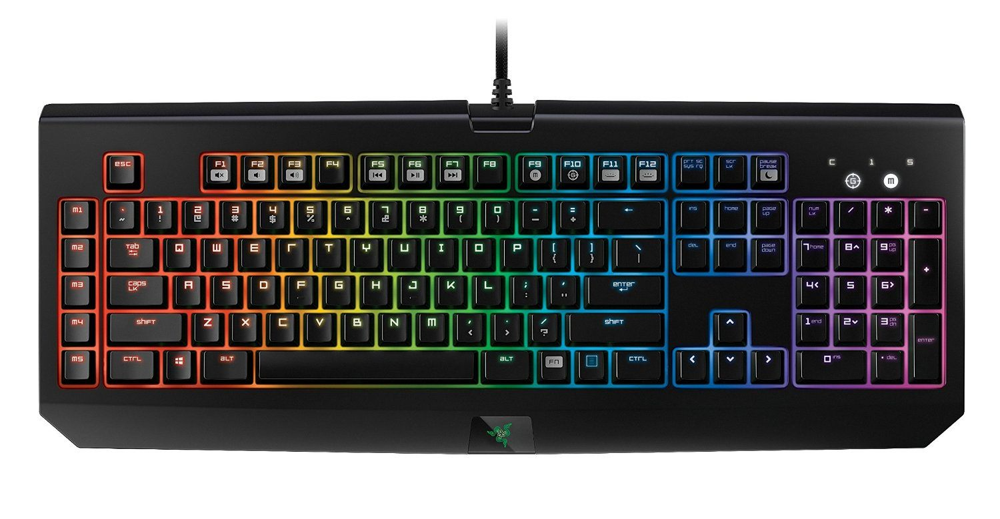 esc F1 F2 F3 F4 F5 F6 F7 F8 F9 F10 F11 F12 prt sc scr pause C 1 S
sys rq LK break
M G G M
M1 ` 1 2 3 4 5 6 7 8 9 0 - = ← ins home page up num LK / * -
~ ! @ # $ % ^ & * ( ) _ +
M2 Tab Q W E R T Y U I O P [ ] \ del end page down 7 home 8 ^ 9 pg up +
{ } |
M3 caps LK A S D F G H J K L ; ' enter 4 < 5 6 >
: "
M4 SHIFT Z X C V B N M , . / SHIFT ^ 1 end 2 ⌄ 3 pg dn enter
< > ?
M5 CTRL ALT ALT FN CTRL < ⌄ > 0 ins . del